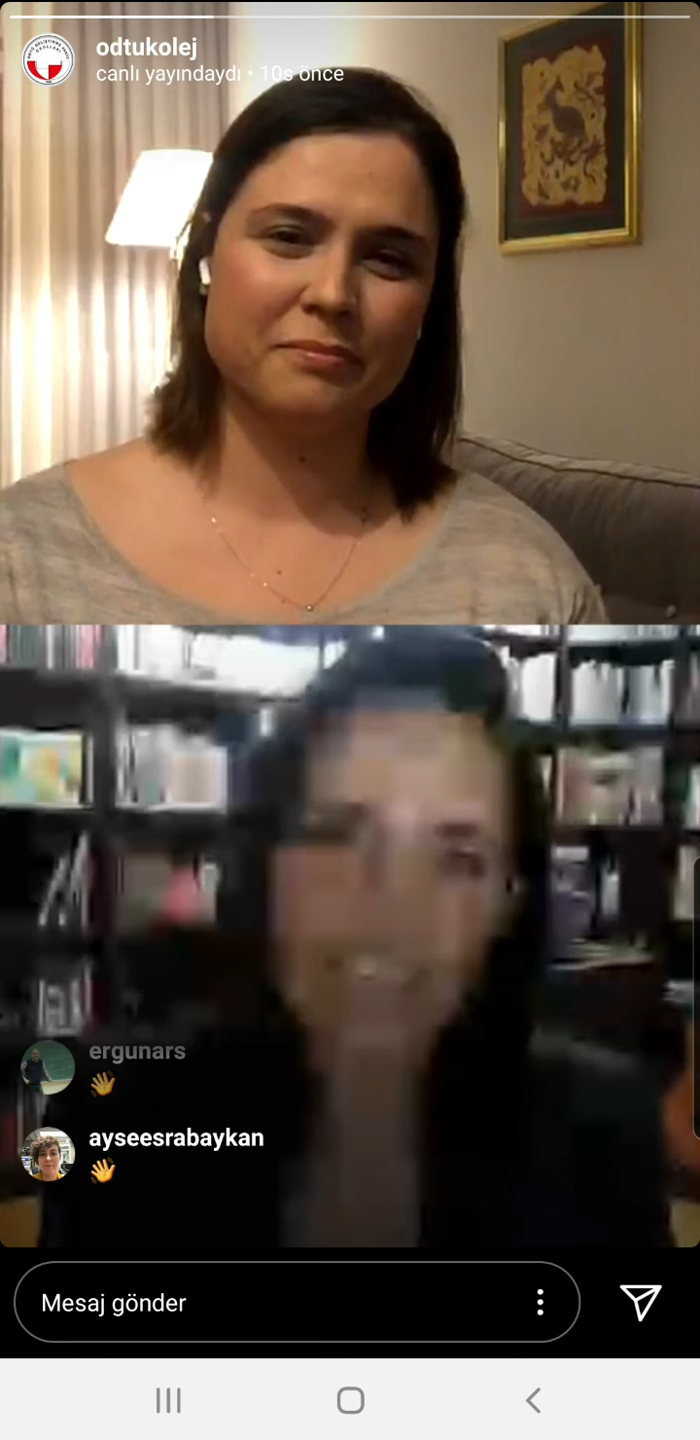 odtukolej
canlı yayındaydı • 10s önce
ergunars
👋
ayseesrabaykan
👋
Mesaj gönder